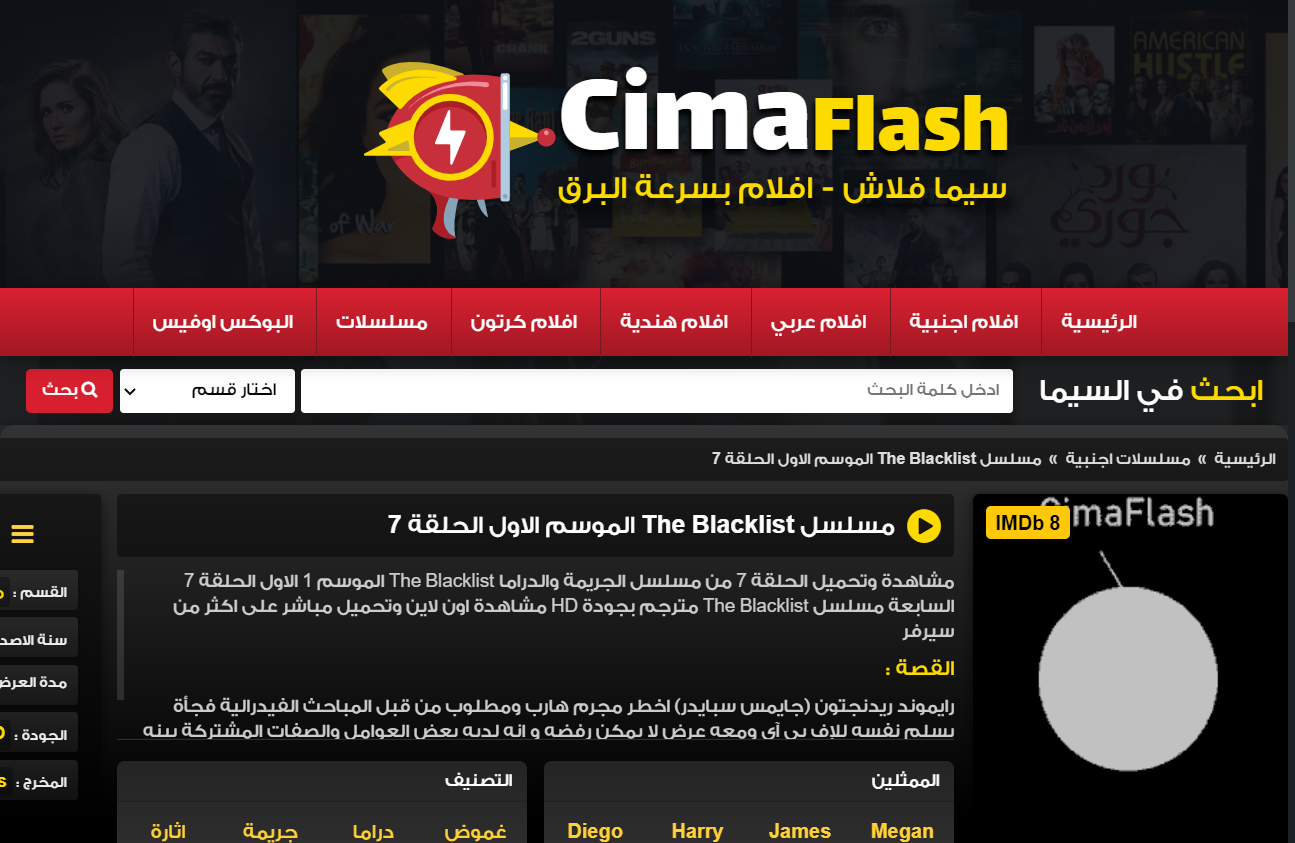 CRANK
2GUNS
AMERICAN
HUSTLE
of War
CimaFlash
سيما فلاش - افلام بسرعة البرق
الرئيسية
افلام اجنبية
افلام عربي
افلام هندية
افلام كرتون
مسلسلات
البوكس اوفيس
ابحث في السيما
ادخل كلمة البحث
اختار قسم
بحث
الرئيسية » مسلسلات اجنبية » مسلسل The Blacklist الموسم الاول الحلقة 7
CimaFlash
IMDb 8
مسلسل The Blacklist الموسم الاول الحلقة 7
مشاهدة وتحميل الحلقة 7 من مسلسل الجريمة والدراما The Blacklist الموسم 1 الاول الحلقة 7
السابعة مسلسل The Blacklist مترجم بجودة HD مشاهدة اون لاين وتحميل مباشر على اكثر من
سيرفر
القصة :
رايموند ريدنجتون (جايمس سبايدر) اخطر مجرم هارب ومطلوب من قبل المباحث الفيدرالية فجأة
يسلم نفسه للإف بي آي ومعه عرض لا يمكن رفضه و انه لديه بعض العوامل والصفات المشتركة بينه
القسم :
سنة الاصد
مدة العرض
الجودة :
المخرج :
الممثلين
Megan
James
Harry
Diego
التصنيف
غموض
دراما
جريمة
اثارة